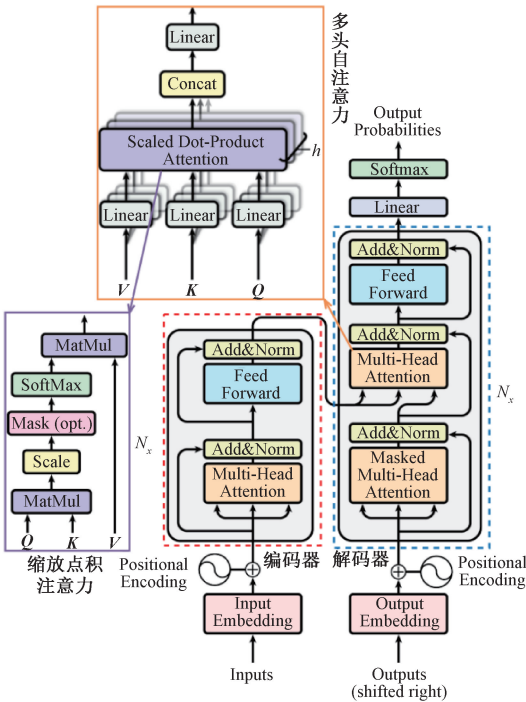 Linear
Concat
多头自注意力
Scaled Dot-Product
Attention
h
Linear
Linear
Linear
V
K
Q
Output
Probabilities
Softmax
Linear
Add&Norm
Feed
Forward
Add&Norm
Multi-Head
Attention
Nx
Add&Norm
Masked
Multi-Head
Attention
解码器
Positional
Encoding
Output
Embedding
Outputs
(shifted right)
Add&Norm
Feed
Forward
Nx
Add&Norm
Multi-Head
Attention
编码器
Positional
Encoding
Input
Embedding
Inputs
MatMul
SoftMax
Mask (opt.)
Scale
MatMul
Q
K
V
缩放点积
注意力